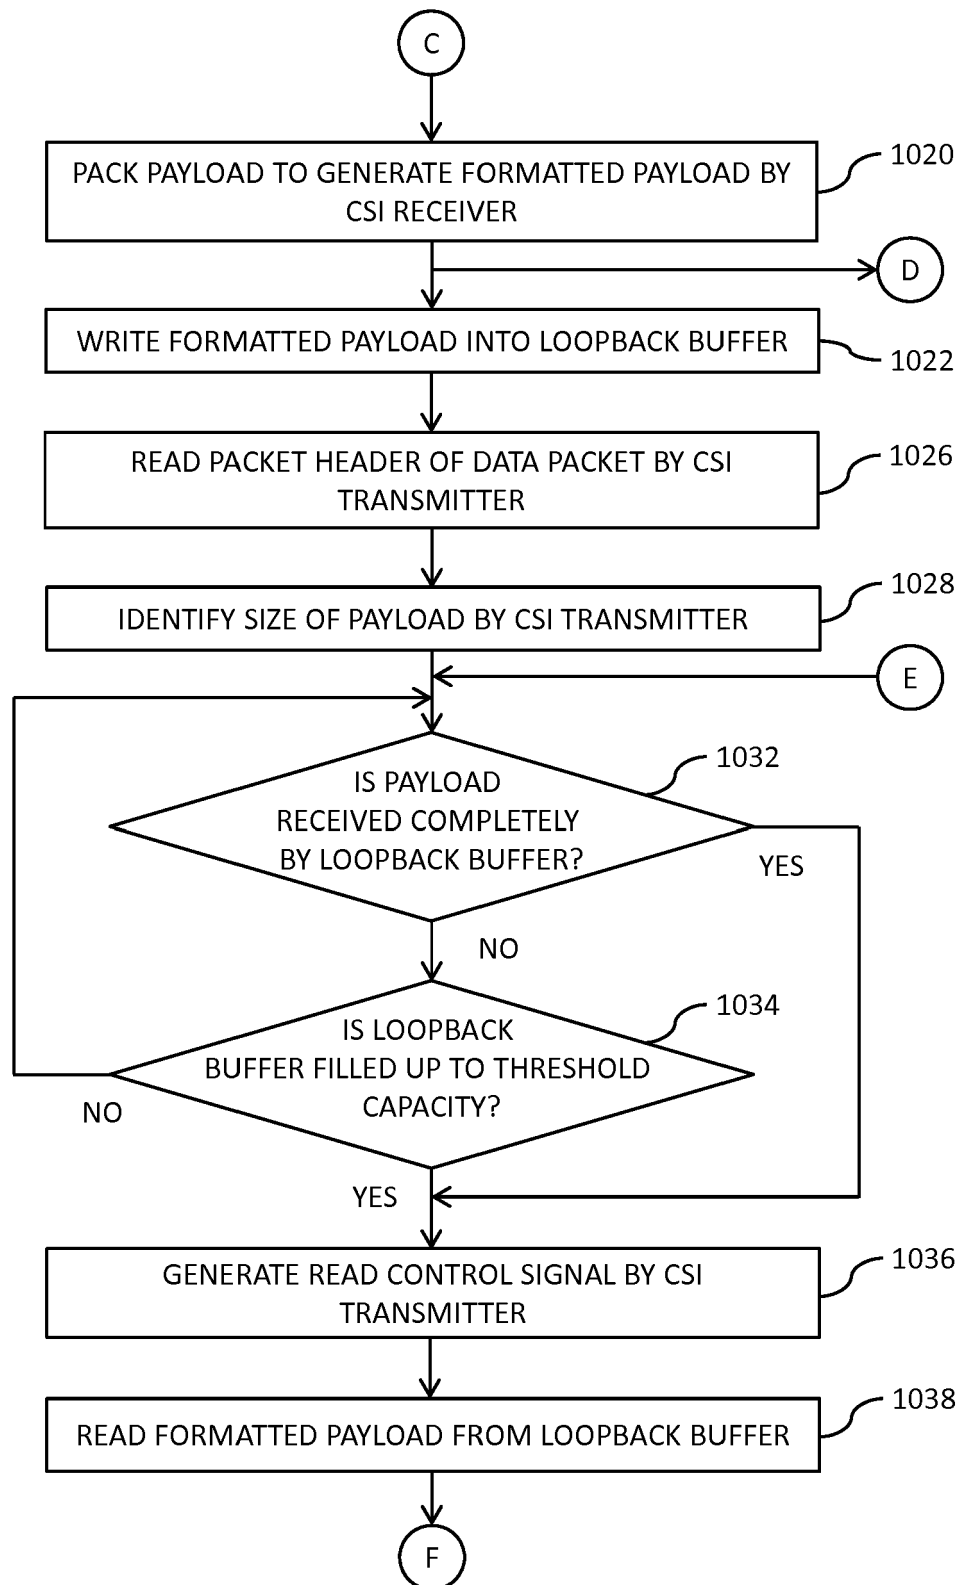 C
PACK PAYLOAD TO GENERATE FORMATTED PAYLOAD BY
CSI RECEIVER
1020
D
WRITE FORMATTED PAYLOAD INTO LOOPBACK BUFFER
1022
READ PACKET HEADER OF DATA PACKET BY CSI
TRANSMITTER
1026
IDENTIFY SIZE OF PAYLOAD BY CSI TRANSMITTER
1028
E
IS PAYLOAD
RECEIVED COMPLETELY
BY LOOPBACK BUFFER?
1032
YES
NO
IS LOOPBACK
BUFFER FILLED UP TO THRESHOLD
CAPACITY?
1034
NO
YES
GENERATE READ CONTROL SIGNAL BY CSI
TRANSMITTER
1036
READ FORMATTED PAYLOAD FROM LOOPBACK BUFFER
1038
F